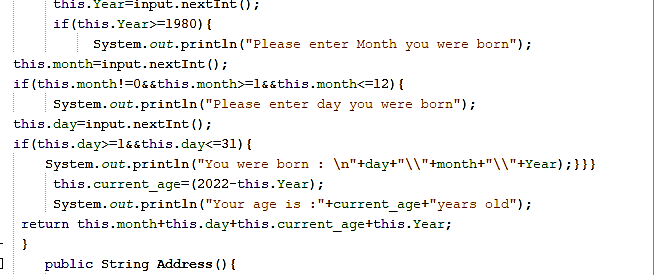 this.Year=input.nextInt();
if(this.Year>=1980){
System.out.println("Please enter Month you were born");
this.month=input.nextInt();
if(this.month!=0&&this.month>=1&&this.month<=12){
System.out.println("Please enter day you were born");
this.day=input.nextInt();
if(this.day>=1&&this.day<=31){
System.out.println("You were born : \n"+day+"\\"+month+"\\"+Year);}}}
this.current_age=(2022-this.Year);
System.out.println("Your age is :"+current_age+"years old");
return this.month+this.day+this.current_age+this.Year;
}
public String Address(){